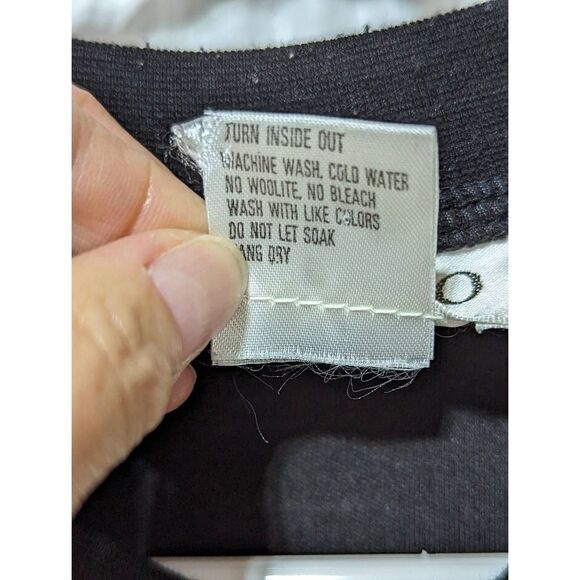 TURN INSIDE OUT
MACHINE WASH, COLD WATER
NO WOOLITE, NO BLEACH
WASH WITH LIKE COLORS
DO NOT LET SOAK
HANG DRY
O